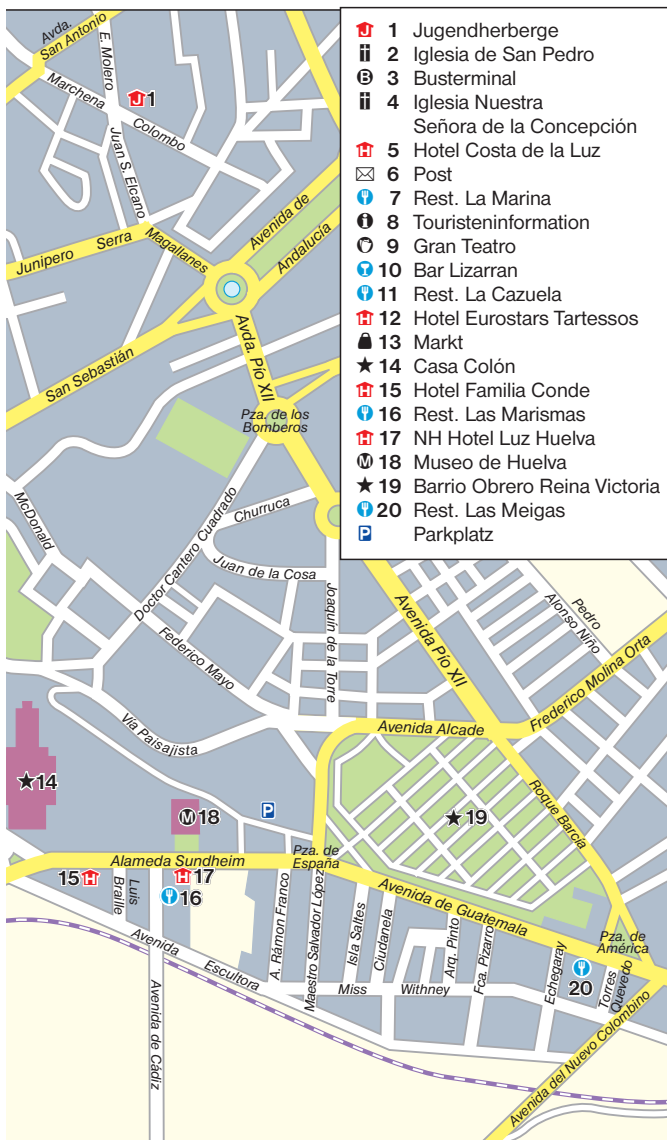 J 1 Jugendherberge
2 Iglesia de San Pedro
B 3 Busterminal
4 Iglesia Nuestra
Señora de la Concepción
H 5 Hotel Costa de la Luz
6 Post
7 Rest. La Marina
i 8 Touristeninformation
9 Gran Teatro
10 Bar Lizarran
11 Rest. La Cazuela
H 12 Hotel Eurostars Tartessos
13 Markt
★ 14 Casa Colón
H 15 Hotel Familia Conde
16 Rest. Las Marismas
H 17 NH Hotel Luz Huelva
M 18 Museo de Huelva
★ 19 Barrio Obrero Reina Victoria
20 Rest. Las Meigas
P Parkplatz
Avda.
San Antonio
E. Molero
J 1
Marchena
Colombo
Juan S. Elcano
Junipero Serra
Magallanes
Avenida de
Andalucía
San Sebastián
Avda. Pío XII
Pza. de los
Bomberos
McDonald
Doctor Cantero Cuadrado
Churruca
Juan de la Cosa
Joaquin de la Torre
Federico Mayo
Avenida Pío XII
Pedro
Alonso Niño
Frederico Molina Orta
Via Paisajista
Avenida Alcade
Roque Barcía
★ 14
M 18
P
★ 19
Alameda Sundheim
Pza. de
España
15 H
H 17
16
Luis
Braille
Avenida de Guatemala
Pza. de
América
A. Rámon Franco
Maestro Salvador López
Isla Saltes
Ciudanela
Arq. Pinto
Fca. Pizarro
Echegaray
20
Torres
Quevedo
Avenida
Escultora
Miss
Withney
Avenida de Cádiz
Avenida del Nuevo Colombino